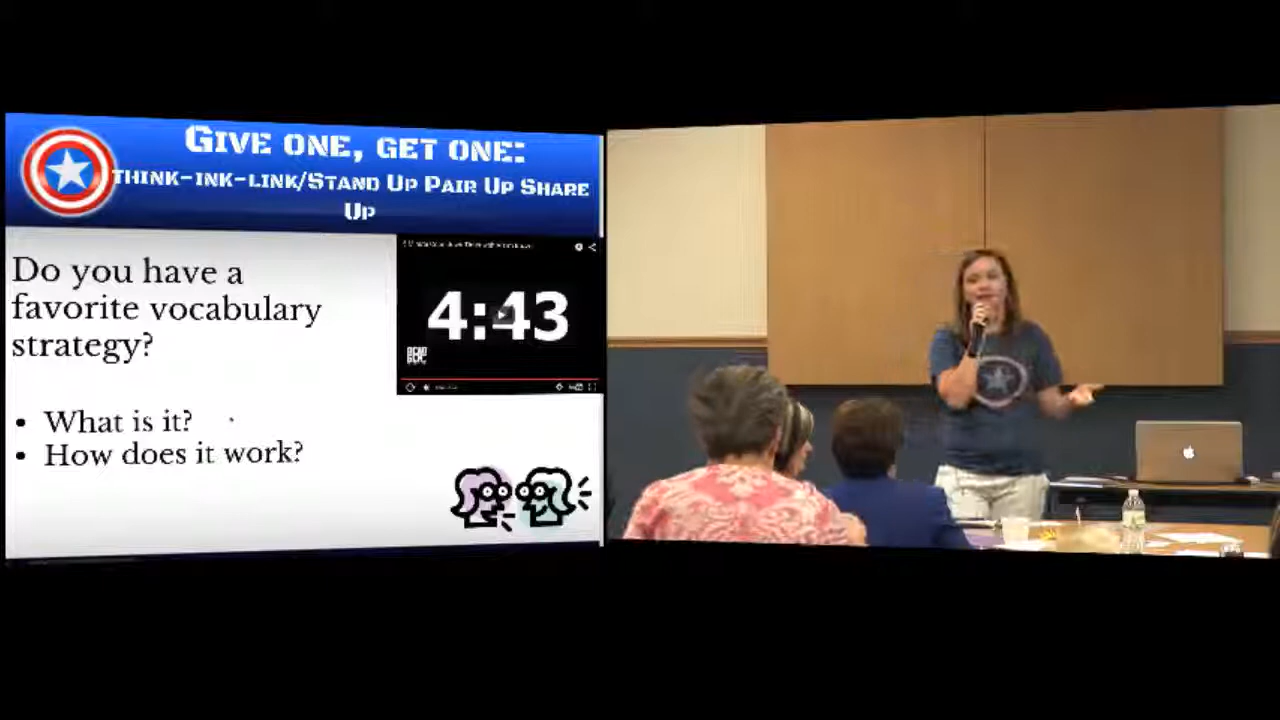 GIVE ONE, GET ONE:
THINK-INK-LINK/STAND UP PAIR UP SHARE
UP
Do you have a
favorite vocabulary
strategy?
4:43
• What is it?
• How does it work?